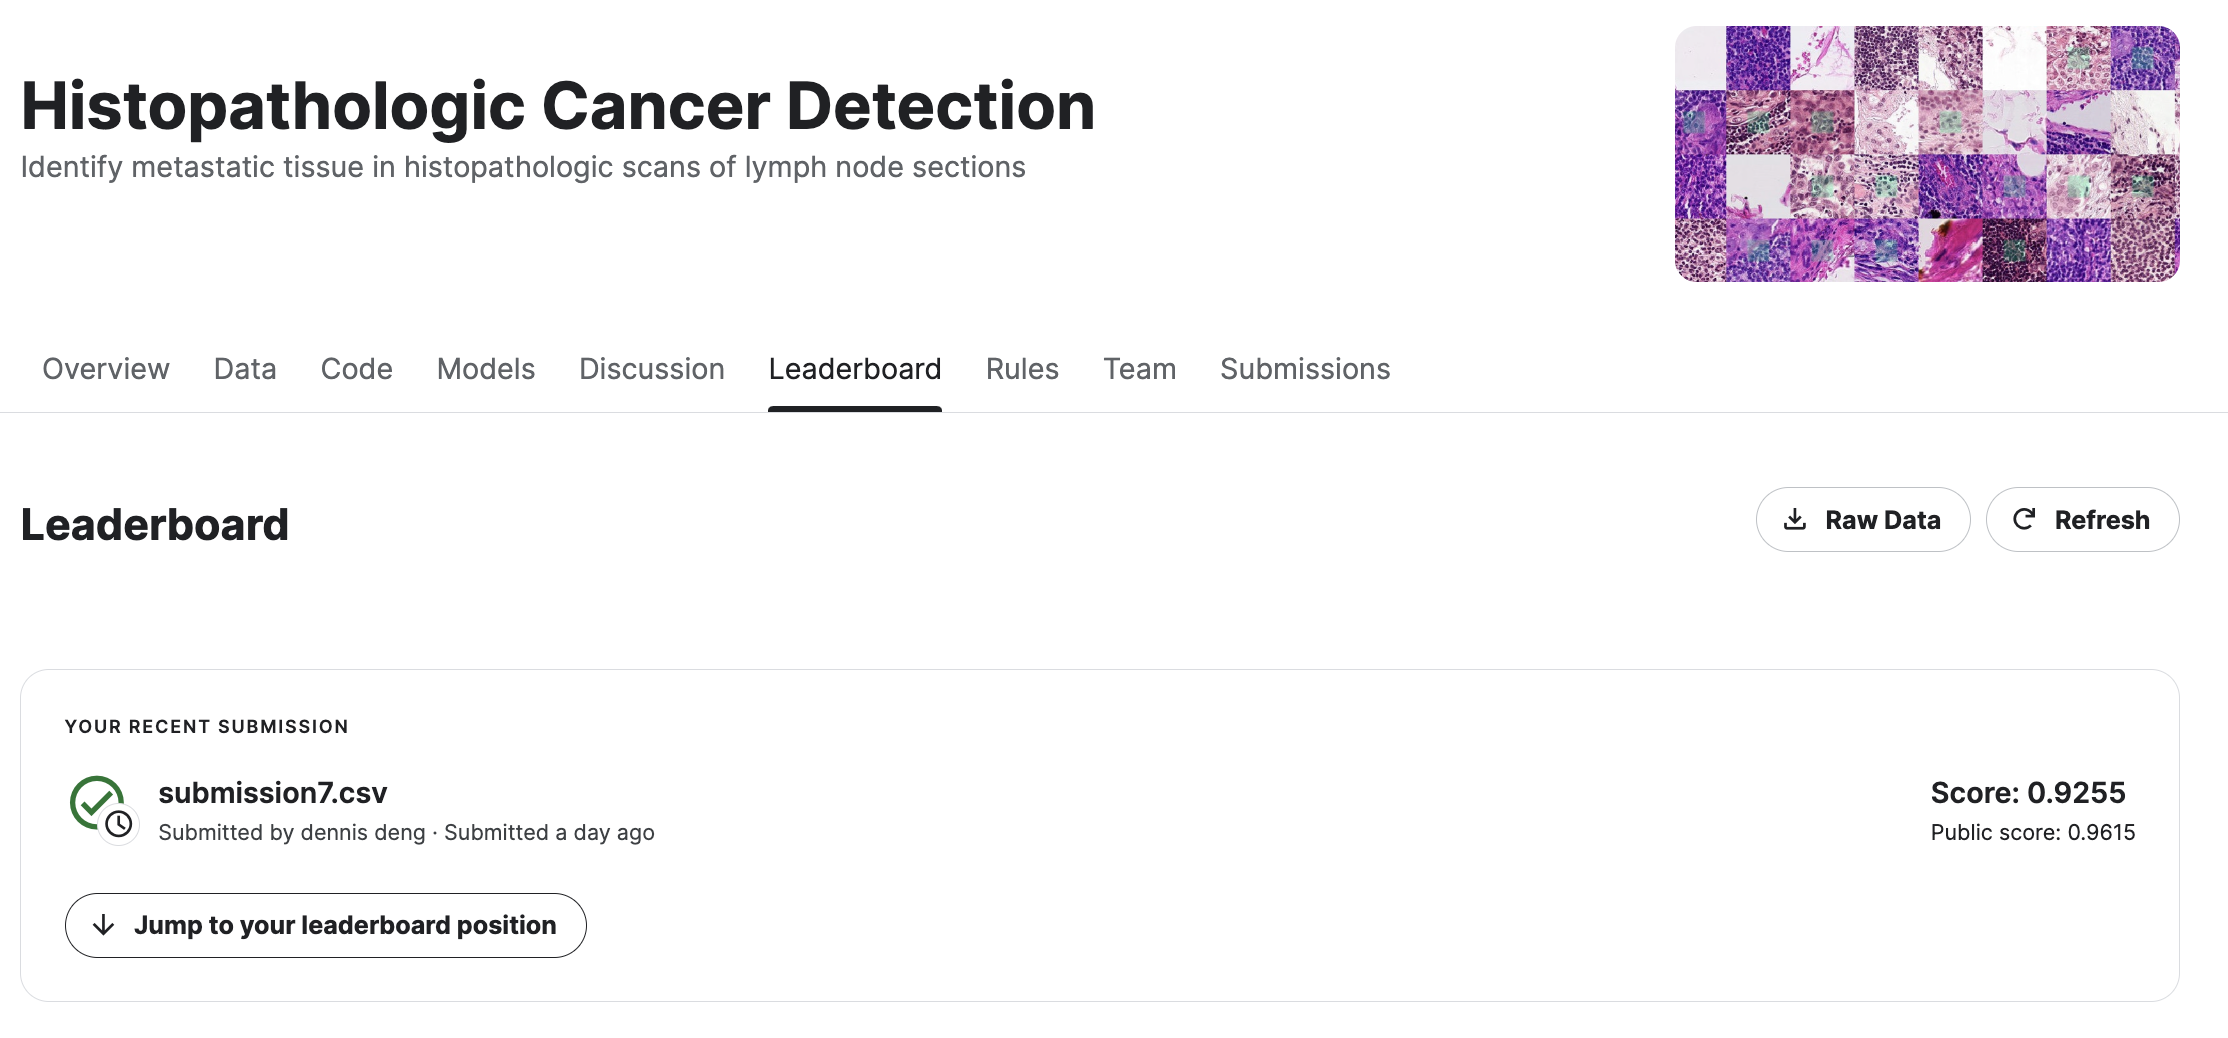 Histopathologic Cancer Detection
Identify metastatic tissue in histopathologic scans of lymph node sections
Overview Data Code Models Discussion Leaderboard Rules Team Submissions
Leaderboard
Raw Data
Refresh
YOUR RECENT SUBMISSION
submission7.csv
Submitted by dennis deng · Submitted a day ago
Score: 0.9255
Public score: 0.9615
Jump to your leaderboard position